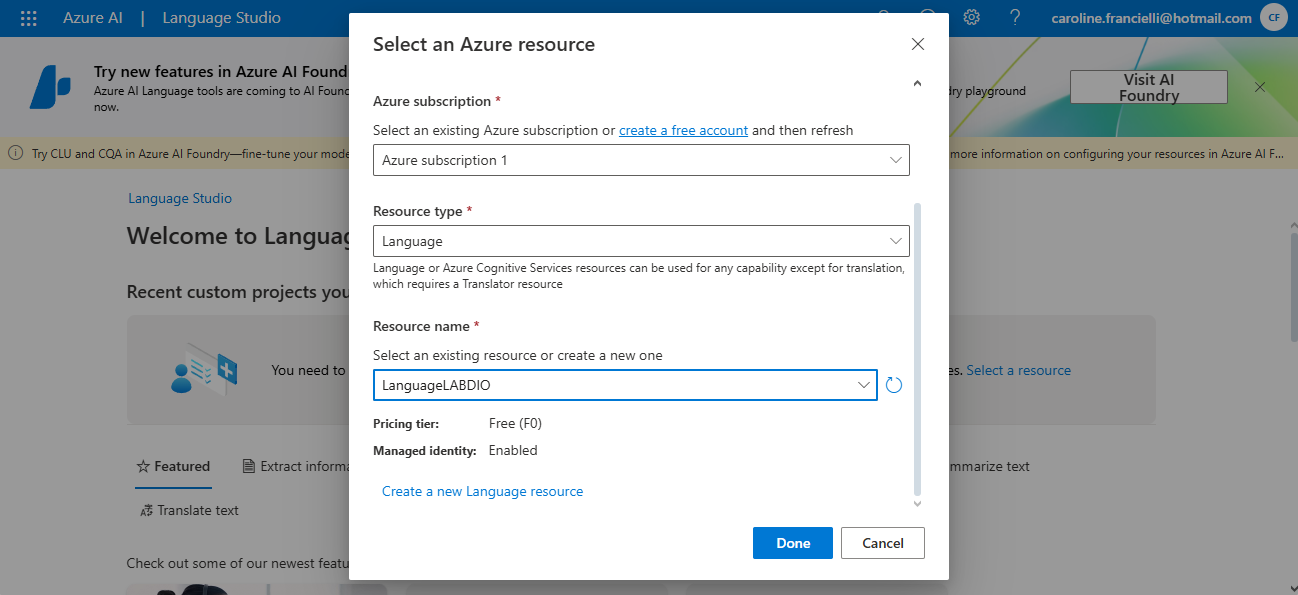 Azure AI | Language Studio
caroline.francielli@hotmail.com CF
Select an Azure resource
Try new features in Azure AI Found
Azure AI Language tools are coming to AI Foun
now.
playground
Visit AI
Foundry
Try CLU and CQA in Azure AI Foundry—fine-tune your mode
more information on configuring your resources in Azure AI F...
Azure subscription *
Select an existing Azure subscription or create a free account and then refresh
Azure subscription 1
Language Studio
Welcome to Langua
Resource type *
Language
Language or Azure Cognitive Services resources can be used for any capability except for translation,
which requires a Translator resource
Recent custom projects you
Resource name *
Select an existing resource or create a new one
LanguageLABDIO
You need to
es. Select a resource
Pricing tier: Free (F0)
Managed identity: Enabled
Featured
Extract informa
mmarize text
Create a new Language resource
Translate text
Done
Cancel
Check out some of our newest featu